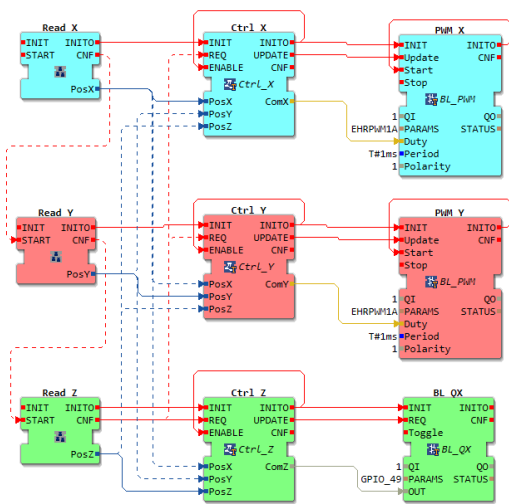 Read X
INIT INITO
START CNF
PosX
Ctrl X
INIT INITO
REQ UPDATE
ENABLE CNF
Ctrl_X
PosX ComX
PosY
PosZ
PWM X
INIT INITO
Update CNF
Start
Stop
BL_PWM
1 QI QO
EHRPWM1A PARAMS STATUS
Duty
T#1ms Period
1 Polarity
Read Y
INIT INITO
START CNF
PosY
Ctrl Y
INIT INITO
REQ UPDATE
ENABLE CNF
Ctrl_Y
PosX ComY
PosY
PosZ
PWM Y
INIT INITO
Update CNF
Start
Stop
BL_PWM
1 QI QO
EHRPWM1A PARAMS STATUS
Duty
T#1ms Period
1 Polarity
Read Z
INIT INITO
START CNF
PosZ
Ctrl Z
INIT INITO
REQ UPDATE
ENABLE CNF
Ctrl_Z
PosX ComZ
PosY
PosZ
BL QX
INIT INITO
REQ CNF
Toggle
BL_QX
1 QI QO
GPIO_49 PARAMS STATUS
OUT